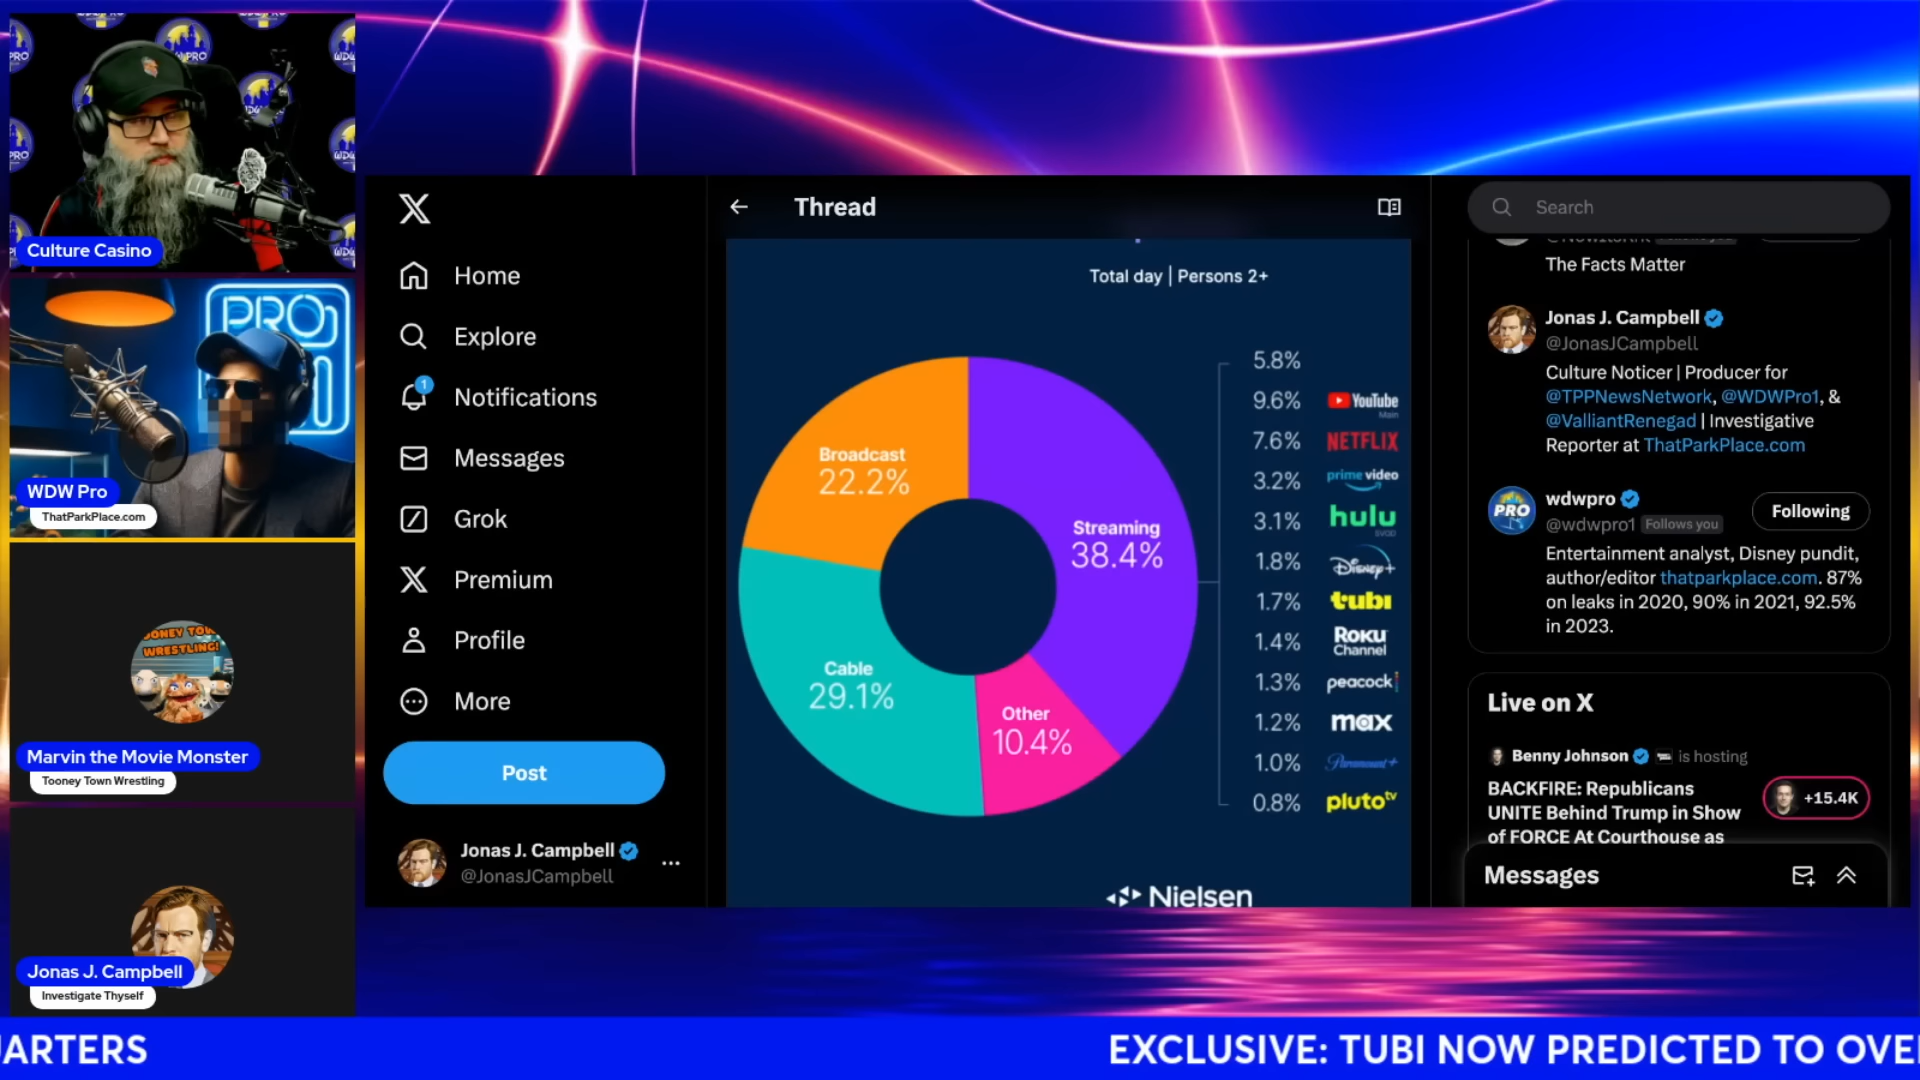 Culture Casino
PRO
WDW Pro
ThatParkPlace.com
TOONEY TOWN
WRESTLING!
Marvin the Movie Monster
Tooney Town Wrestling
Jonas J. Campbell
Investigate Thyself
Home
Explore
1
Notifications
Messages
Grok
Premium
Profile
More
Post
Jonas J. Campbell
@JonasJCampbell
Thread
Total day | Persons 2+
Broadcast
22.2%
Streaming
38.4%
Cable
29.1%
Other
10.4%
5.8%
9.6% YouTube
Main
7.6% NETFLIX
3.2% prime video
3.1% hulu
SVOD
1.8% Disney+
1.7% tubi
1.4% Roku
Channel
1.3% peacock
1.2% max
1.0% Paramount+
0.8% pluto tv
Nielsen
Search
The Facts Matter
Jonas J. Campbell
@JonasJCampbell
Culture Noticer | Producer for
@TPPNewsNetwork, @WDWPro1, &
@ValliantRenegad | Investigative
Reporter at ThatParkPlace.com
PRO
wdwpro
@wdwpro1 Follows you
Following
Entertainment analyst, Disney pundit,
author/editor thatparkplace.com. 87%
on leaks in 2020, 90% in 2021, 92.5%
in 2023.
Live on X
Benny Johnson is hosting
BACKFIRE: Republicans
UNITE Behind Trump in Show
of FORCE At Courthouse as
+15.4K
Messages
ARTERS
EXCLUSIVE: TUBI NOW PREDICTED TO OVE